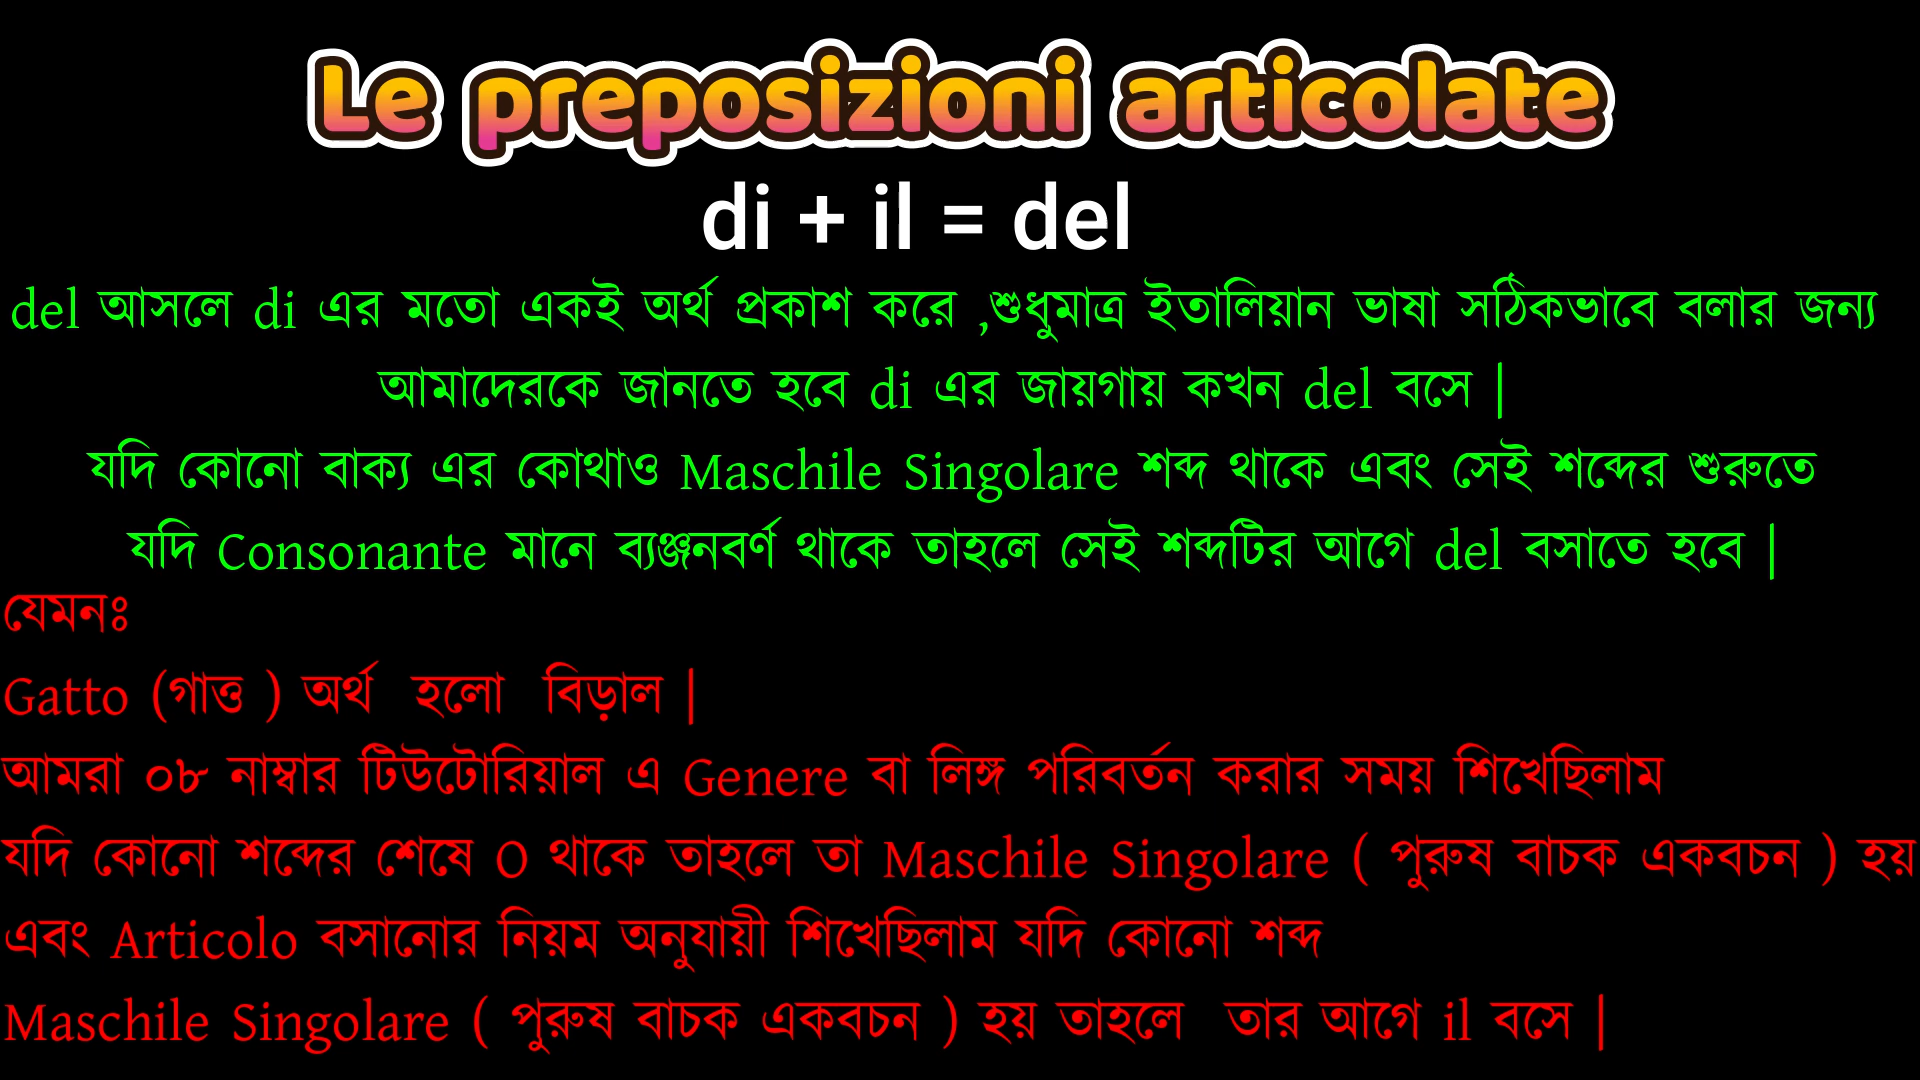 Le preposizioni articolate
di + il = del
del আসলে di এর মতো একই অর্থ প্রকাশ করে ,শুধুমাত্র ইতালিয়ান ভাষা সঠিকভাবে বলার জন্য
আমাদেরকে জানতে হবে di এর জায়গায় কখন del বসে |
যদি কোনো বাক্য এর কোথাও Maschile Singolare শব্দ থাকে এবং সেই শব্দের শুরুতে
যদি Consonante মানে ব্যঞ্জনবর্ণ থাকে তাহলে সেই শব্দটির আগে del বসাতে হবে |
যেমনঃ
Gatto (গাত্ত ) অর্থ হলো বিড়াল |
আমরা ০৮ নাম্বার টিউটোরিয়াল এ Genere বা লিঙ্গ পরিবর্তন করার সময় শিখেছিলাম
যদি কোনো শব্দের শেষে O থাকে তাহলে তা Maschile Singolare ( পুরুষ বাচক একবচন ) হয়
এবং Articolo বসানোর নিয়ম অনুযায়ী শিখেছিলাম যদি কোনো শব্দ
Maschile Singolare ( পুরুষ বাচক একবচন ) হয় তাহলে তার আগে il বসে |